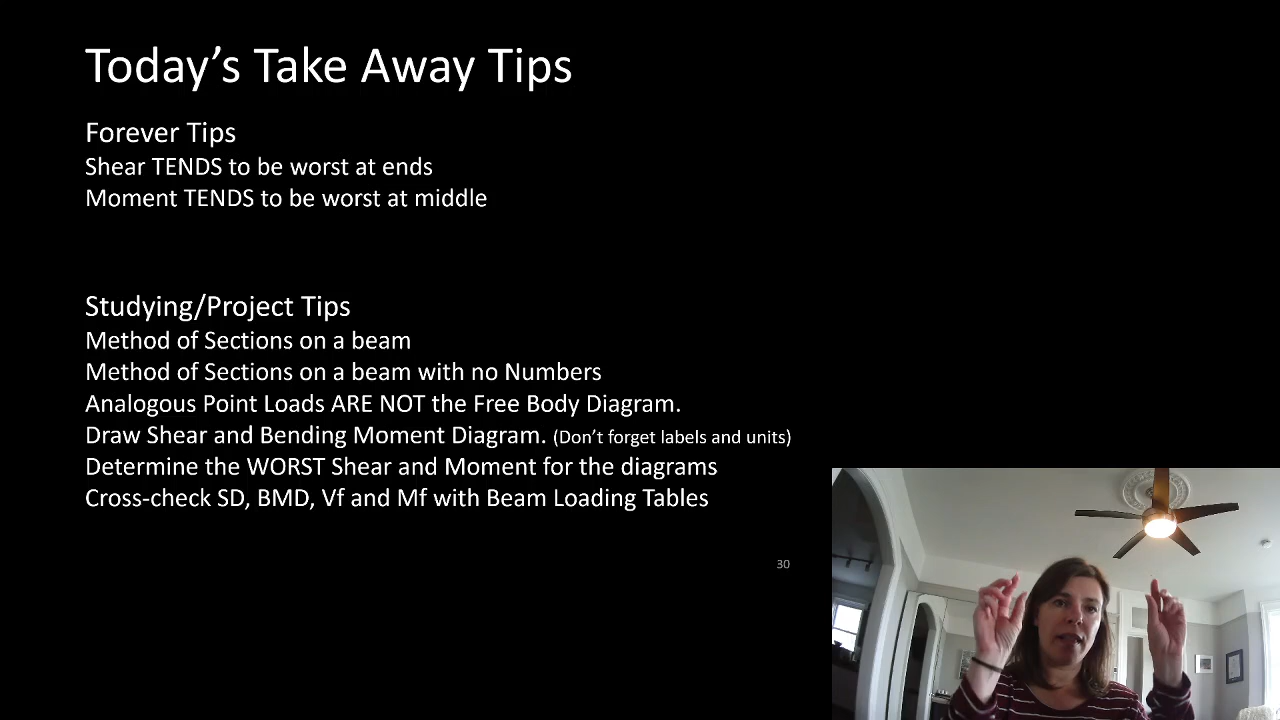 Today's Take Away Tips
Forever Tips
Shear TENDS to be worst at ends
Moment TENDS to be worst at middle
Studying/Project Tips
Method of Sections on a beam
Method of Sections on a beam with no Numbers
Analogous Point Loads ARE NOT the Free Body Diagram.
Draw Shear and Bending Moment Diagram. (Don't forget labels and units)
Determine the WORST Shear and Moment for the diagrams
Cross-check SD, BMD, Vf and Mf with Beam Loading Tables
30